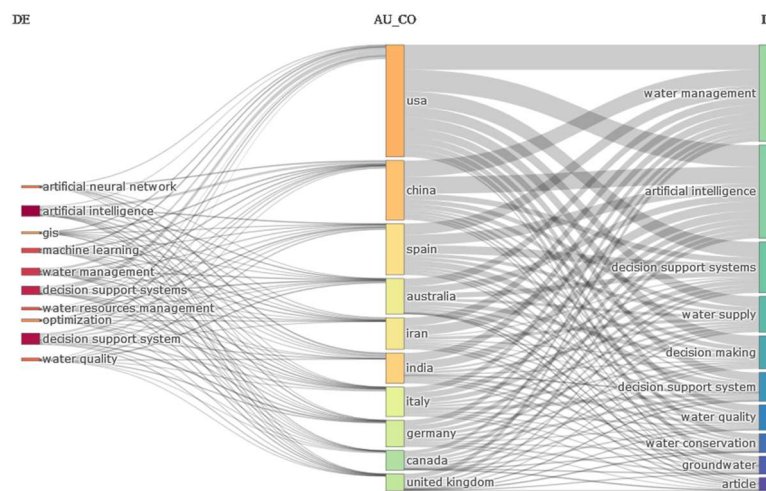 DE
AU_CO
artificial neural network
artificial intelligence
gis
machine learning
water management
decision support systems
water resources management
optimization
decision support system
water quality
usa
china
spain
australia
iran
india
italy
germany
canada
united kingdom
water management
artificial intelligence
decision support systems
water supply
decision making
decision support system
water quality
water conservation
groundwater
article